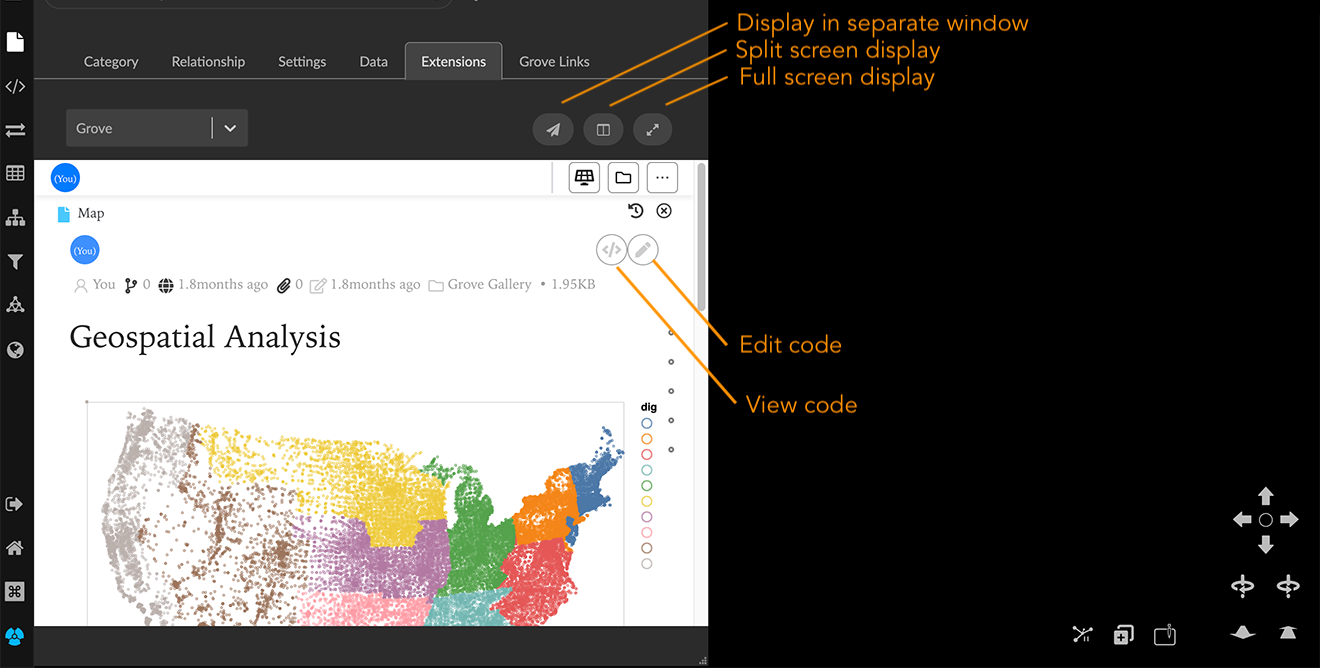 Display in separate window
Split screen display
Full screen display
Category Relationship Settings Data Extensions Grove Links
Grove
(You)
Map
(You)
You 0 1.8months ago 0 1.8months ago Grove Gallery • 1.95KB
Geospatial Analysis
Edit code
View code
dig